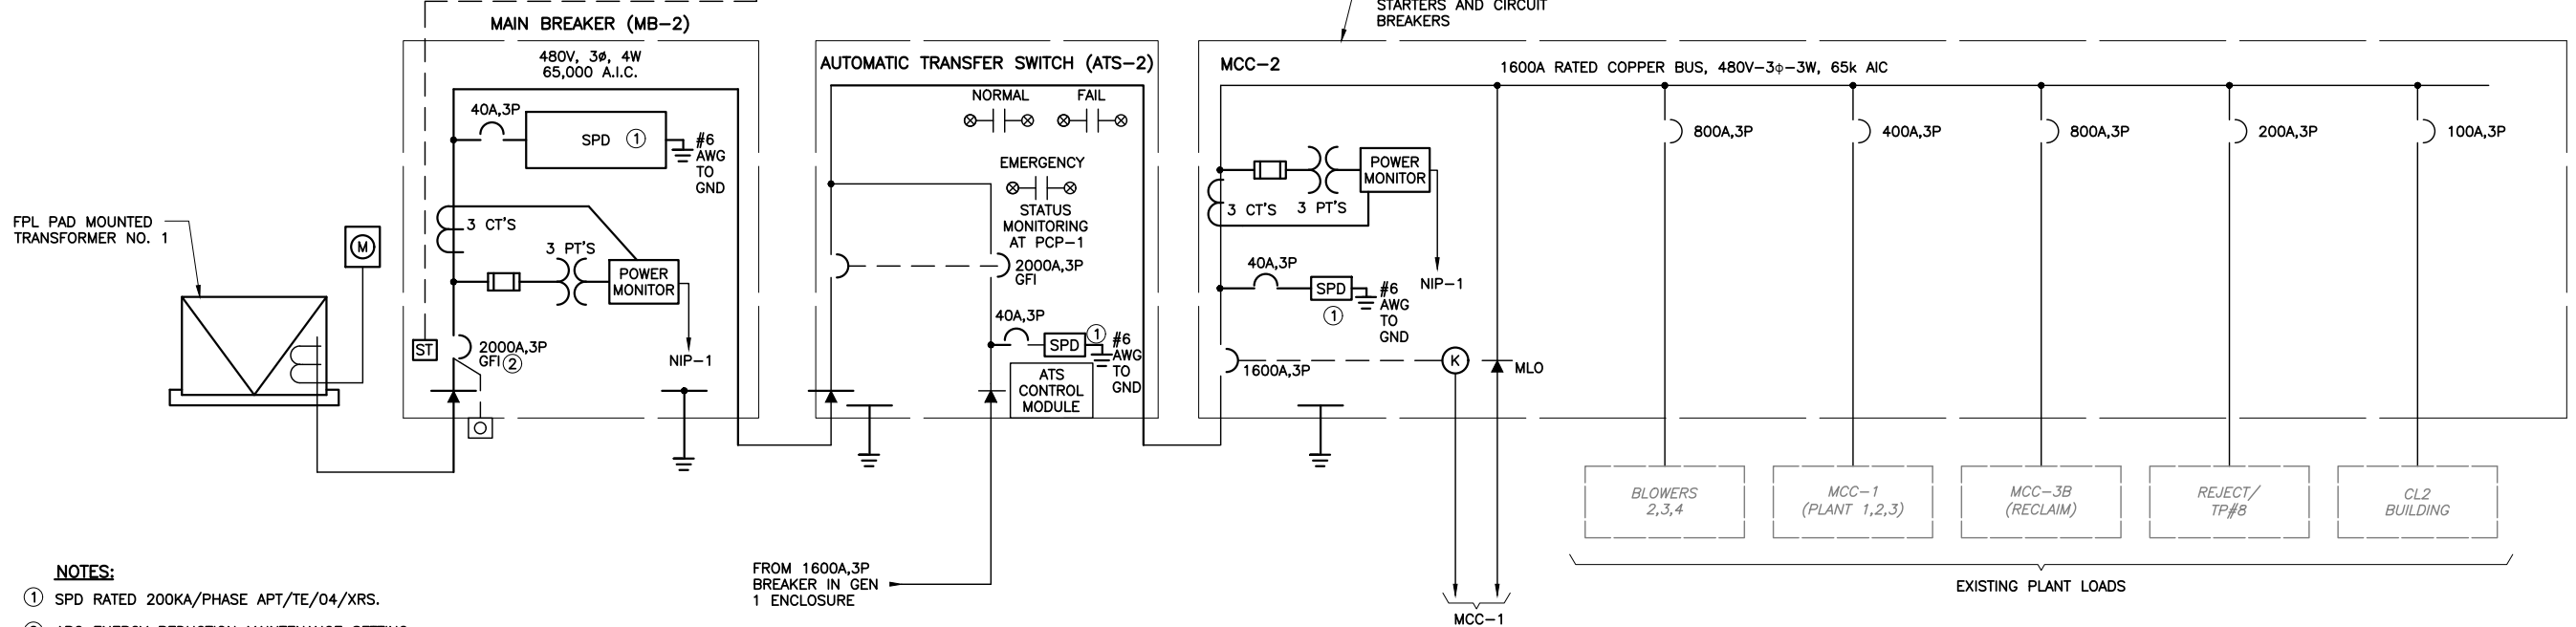 STARTERS AND CIRCUIT
BREAKERS
MAIN BREAKER (MB-2)
480V, 3ø, 4W
65,000 A.I.C.
40A,3P
SPD
1
#6
AWG
TO
GND
3 CT'S
3 PT'S
POWER
MONITOR
NIP-1
ST
2000A,3P
GFI
2
FPL PAD MOUNTED
TRANSFORMER NO. 1
M
AUTOMATIC TRANSFER SWITCH (ATS-2)
NORMAL
FAIL
EMERGENCY
STATUS
MONITORING
AT PCP-1
2000A,3P
GFI
40A,3P
SPD
1
#6
AWG
TO
GND
ATS
CONTROL
MODULE
FROM 1600A,3P
BREAKER IN GEN
1 ENCLOSURE
MCC-2
1600A RATED COPPER BUS, 480V-3ϕ-3W, 65k AIC
POWER
MONITOR
3 CT'S
3 PT'S
NIP-1
40A,3P
SPD
1
#6
AWG
TO
GND
1600A,3P
K
MLO
MCC-1
800A,3P
400A,3P
800A,3P
200A,3P
100A,3P
BLOWERS
2,3,4
MCC-1
(PLANT 1,2,3)
MCC-3B
(RECLAIM)
REJECT/
TP#8
CL2
BUILDING
EXISTING PLANT LOADS
NOTES:
1 SPD RATED 200KA/PHASE APT/TE/04/XRS.
2 ARC ENERGY REDUCTION MAINTENANCE SETTING